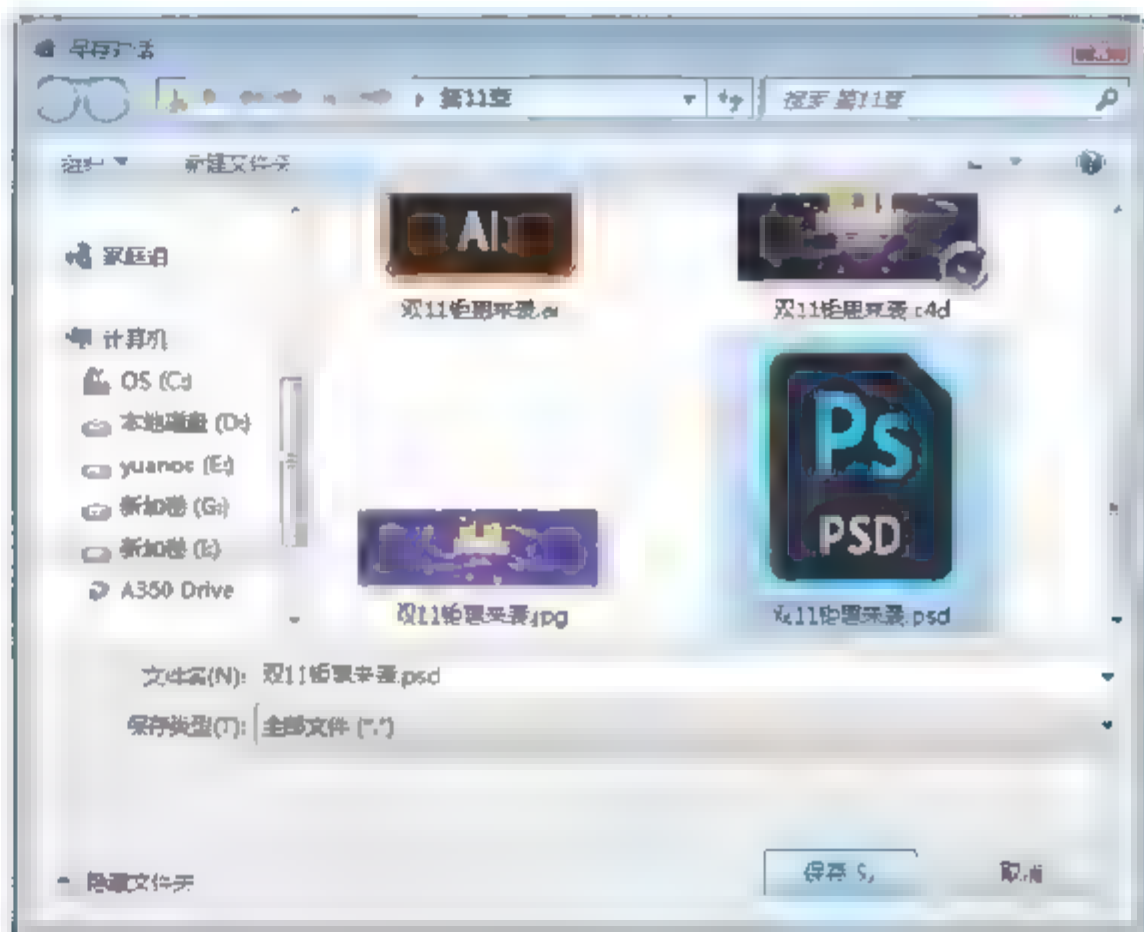 保存文件
第11章
搜索 第11章
组织
新建文件夹
家庭组
计算机
OS (C:)
本地磁盘 (D:)
yuanos (E:)
新加卷 (G:)
新加卷 (I:)
A350 Drive
Ai
双11钜惠来袭.ai
双11钜惠来袭.c4d
双11钜惠来袭.jpg
Ps
PSD
双11钜惠来袭.psd
文件名(N): 双11钜惠来袭.psd
保存类型(T): 全部文件 (*.*)
隐藏文件夹
保存(S)
取消